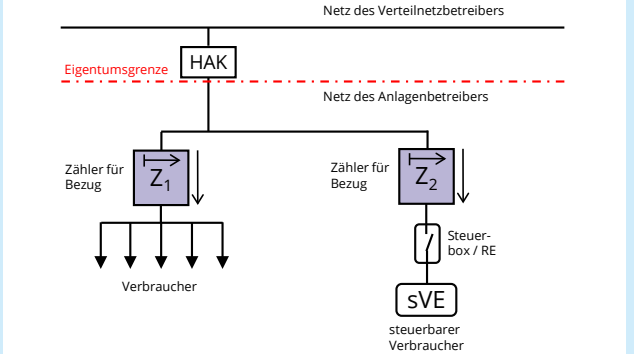 Netz des Verteilnetzbetreibers
HAK
Eigentumsgrenze
Netz des Anlagenbetreibers
Zähler für
Bezug
Z1
Zähler für
Bezug
Z2
Steuer-
box / RE
Verbraucher
sVE
steuerbarer
Verbraucher